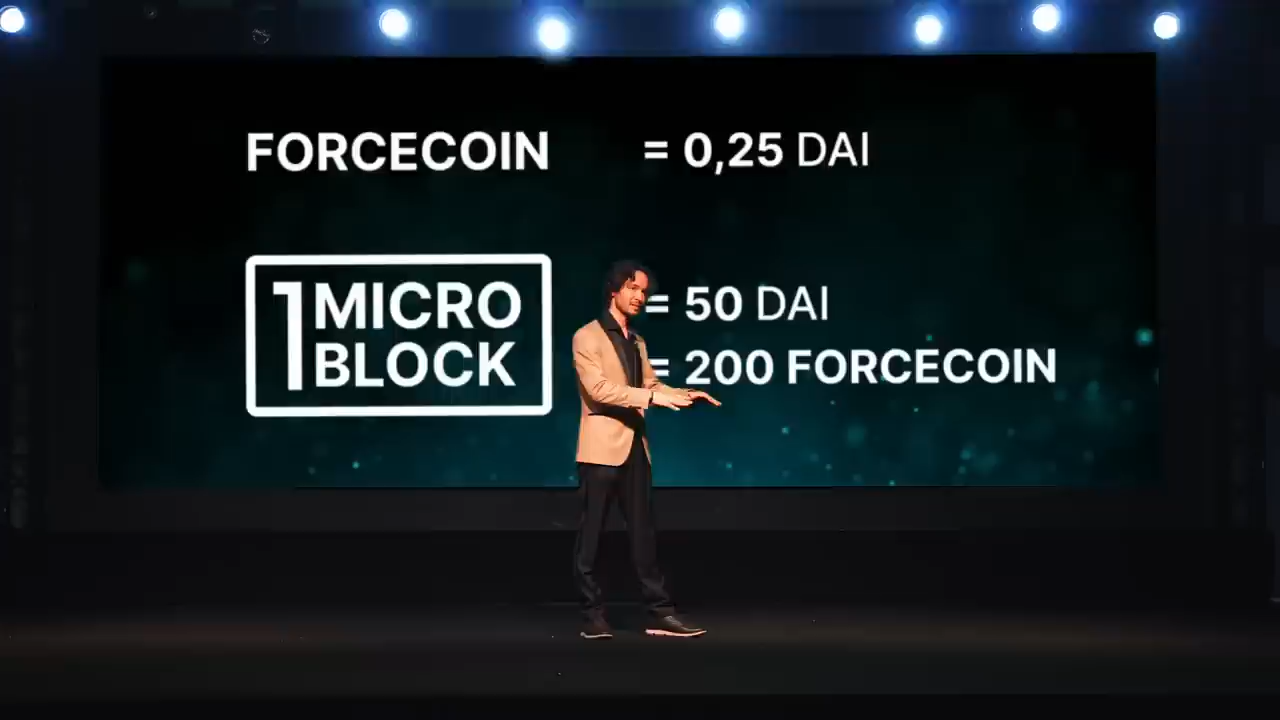 FORCECOIN = 0,25 DAI
1 MICRO BLOCK = 50 DAI
= 200 FORCECOIN